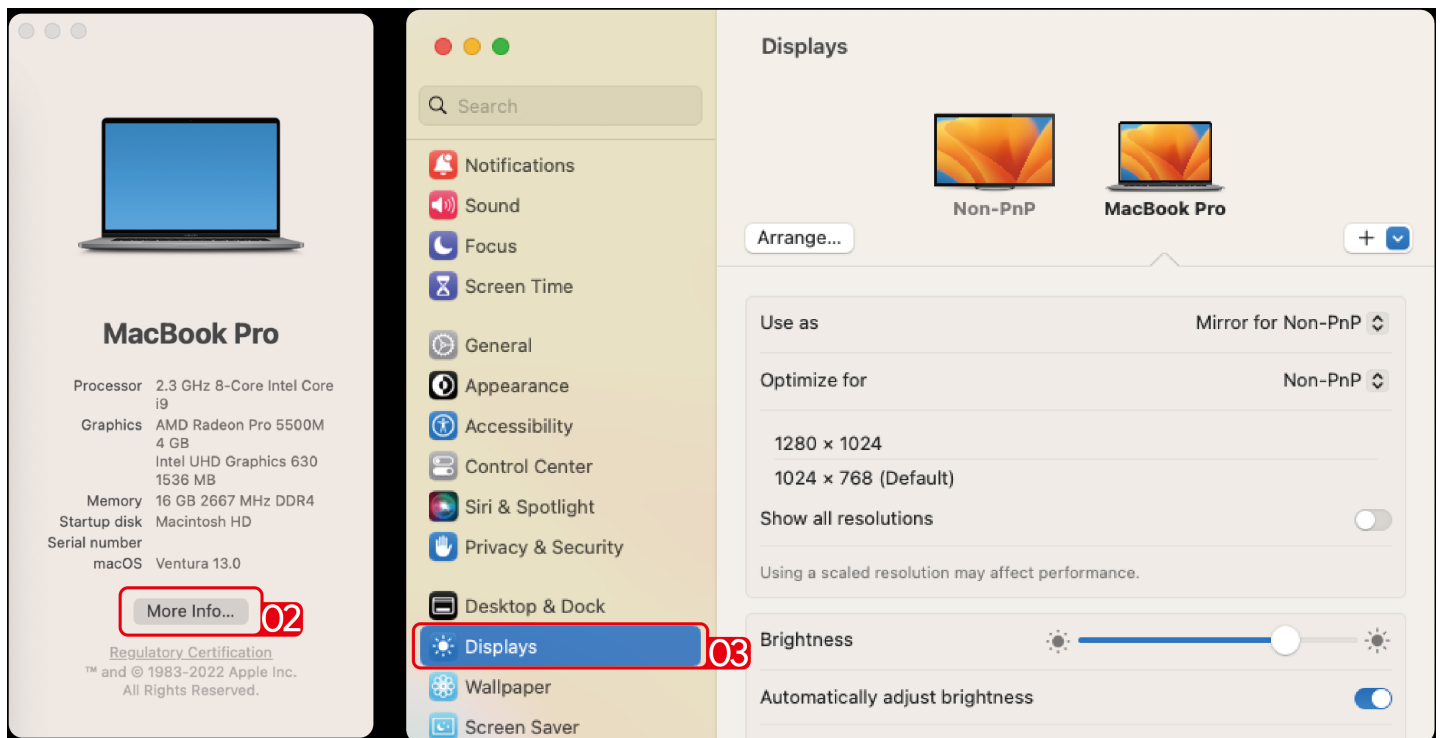 MacBook Pro
Processor 2.3 GHz 8-Core Intel Core
i9
Graphics AMD Radeon Pro 5500M
4 GB
Intel UHD Graphics 630
1536 MB
Memory 16 GB 2667 MHz DDR4
Startup disk Macintosh HD
Serial number
macOS Ventura 13.0
More Info...
02
Regulatory Certification
™ and © 1983-2022 Apple Inc.
All Rights Reserved.
Search
Notifications
Sound
Focus
Screen Time
General
Appearance
Accessibility
Control Center
Siri & Spotlight
Privacy & Security
Desktop & Dock
Displays
03
Wallpaper
Screen Saver
Displays
Non-PnP
MacBook Pro
Arrange...
+
Use as Mirror for Non-PnP
Optimize for Non-PnP
1280 × 1024
1024 × 768 (Default)
Show all resolutions
Using a scaled resolution may affect performance.
Brightness
Automatically adjust brightness